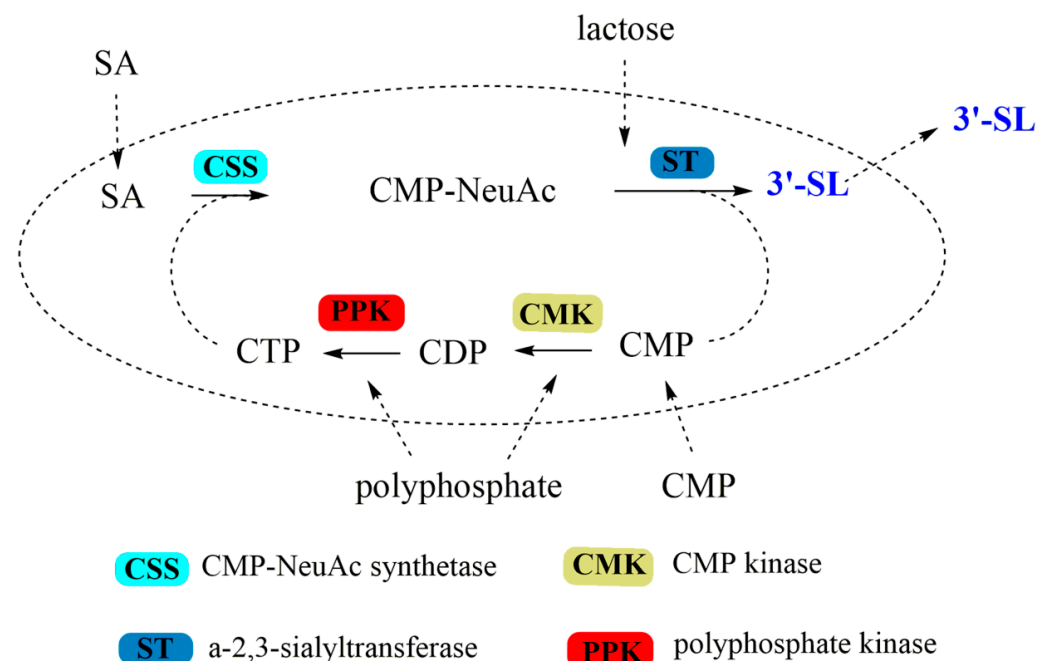 lactose
SA
3'-SL
CSS
ST
SA
CMP-NeuAc
3'-SL
PPK
CMK
CTP
CDP
CMP
polyphosphate
CMP
CSS CMP-NeuAc synthetase
CMK CMP kinase
ST a-2,3-sialyltransferase
PPK polyphosphate kinase